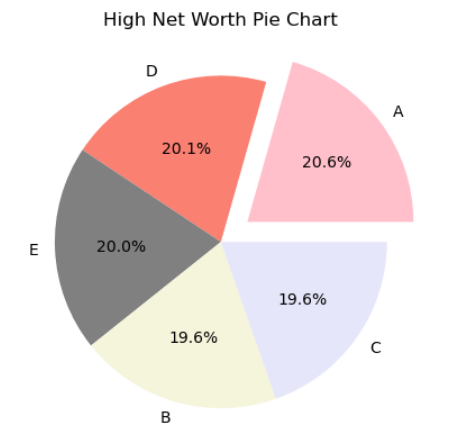 High Net Worth Pie Chart
D
A
20.1%
20.6%
E
20.0%
19.6%
19.6%
C
B